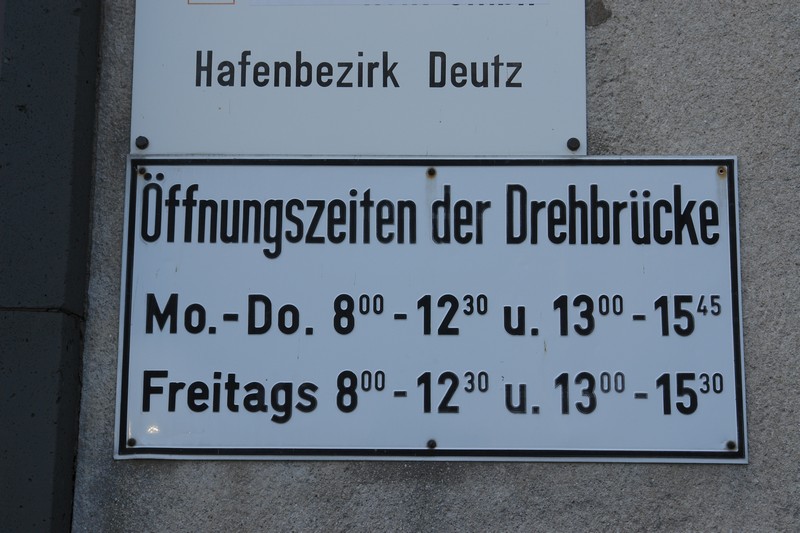 Hafenbezirk Deutz
Öffnungszeiten der Drehbrücke
Mo.-Do. 8⁰⁰ - 12³⁰ u. 13⁰⁰ - 15⁴⁵
Freitags 8⁰⁰ - 12³⁰ u. 13⁰⁰ - 15³⁰